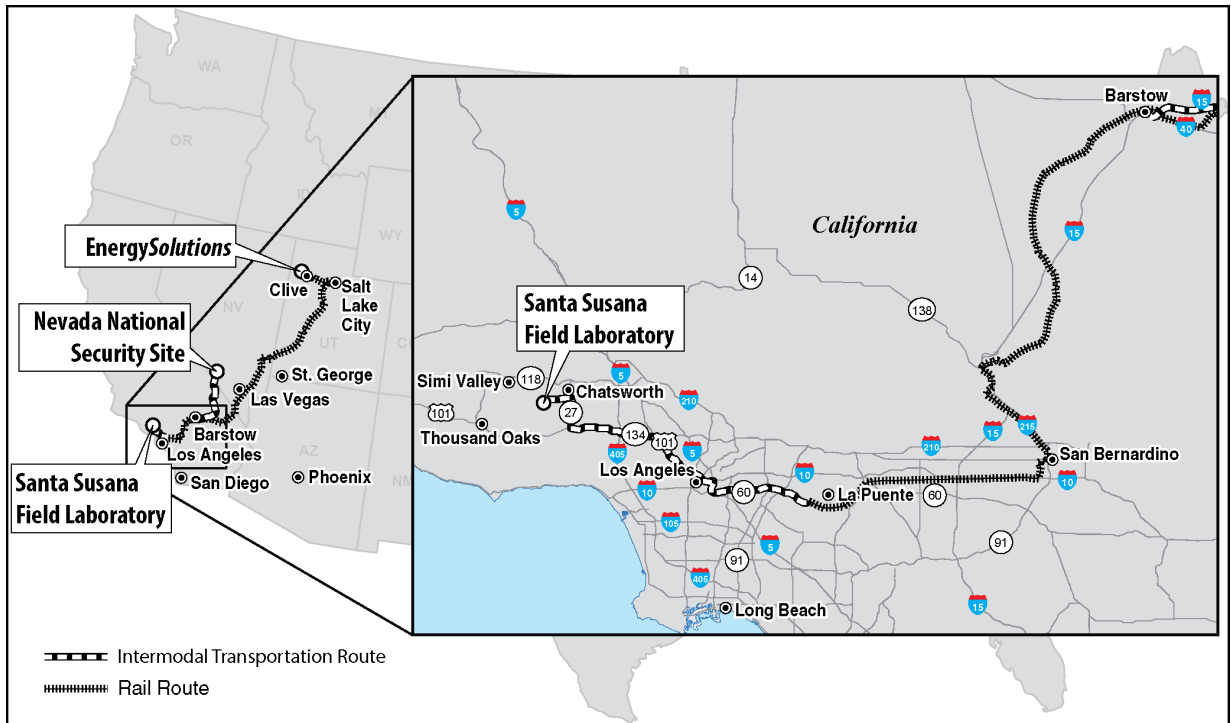 WA
OR
ID
WY
NV
UT
AZ
NM
EnergySolutions
Clive
Salt
Lake
City
Nevada National
Security Site
St. George
Las Vegas
Barstow
Los Angeles
Santa Susana
Field Laboratory
San Diego
Phoenix
Barstow
15
40
California
5
15
14
138
Santa Susana
Field Laboratory
Simi Valley
118
Chatsworth
5
210
27
101
Thousand Oaks
134
101
405
5
Los Angeles
10
10
La Puente
60
60
210
15
215
San Bernardino
10
105
5
91
91
405
Long Beach
15
Intermodal Transportation Route
Rail Route